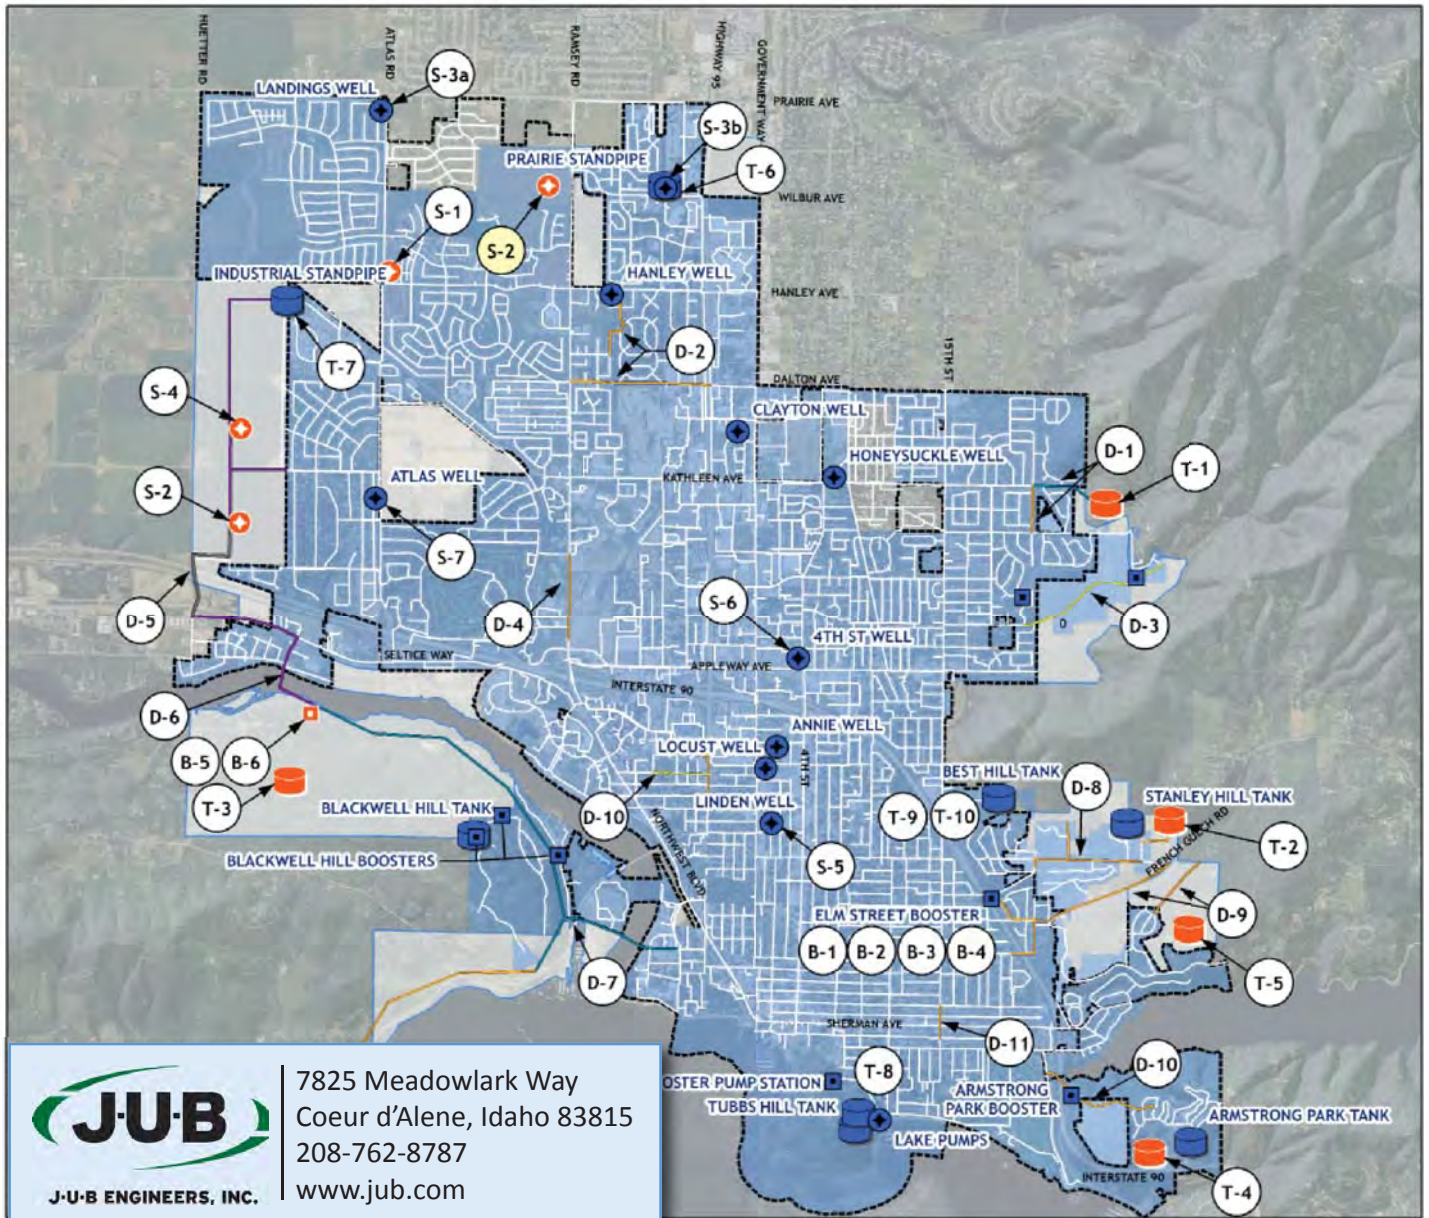 HUETTER RD
ATLAS RD
RAMSEY RD
HIGHWAY 95
GOVERNMENT WAY
PRAIRIE AVE
S-3a
LANDINGS WELL
S-3b
PRAIRIE STANDPIPE
T-6
WILBUR AVE
S-1
S-2
INDUSTRIAL STANDPIPE
HANLEY WELL
HANLEY AVE
D-2
15TH ST
T-7
DALTON AVE
S-4
CLAYTON WELL
D-1
HONEYSUCKLE WELL
T-1
ATLAS WELL
KATHLEEN AVE
S-2
S-7
S-6
D-5
D-4
D-3
4TH ST WELL
SELTICE WAY
APPLEWAY AVE
INTERSTATE 90
D-6
ANNIE WELL
LOCUST WELL
4TH ST
B-5
B-6
BEST HILL TANK
D-8
STANLEY HILL TANK
T-3
BLACKWELL HILL TANK
D-10
LINDEN WELL
T-9
T-10
NORTHWEST BLVD
FRENCH GULCH RD
T-2
BLACKWELL HILL BOOSTERS
S-5
ELM STREET BOOSTER
D-9
B-1
B-2
B-3
B-4
D-7
T-5
SHERMAN AVE
D-11
T-8
D-10
OSTER PUMP STATION
ARMSTRONG
PARK BOOSTER
TUBBS HILL TANK
ARMSTRONG PARK TANK
LAKE PUMPS
INTERSTATE 90
T-4
J·U·B
J·U·B ENGINEERS, INC.
7825 Meadowlark Way
Coeur d'Alene, Idaho 83815
208-762-8787
www.jub.com